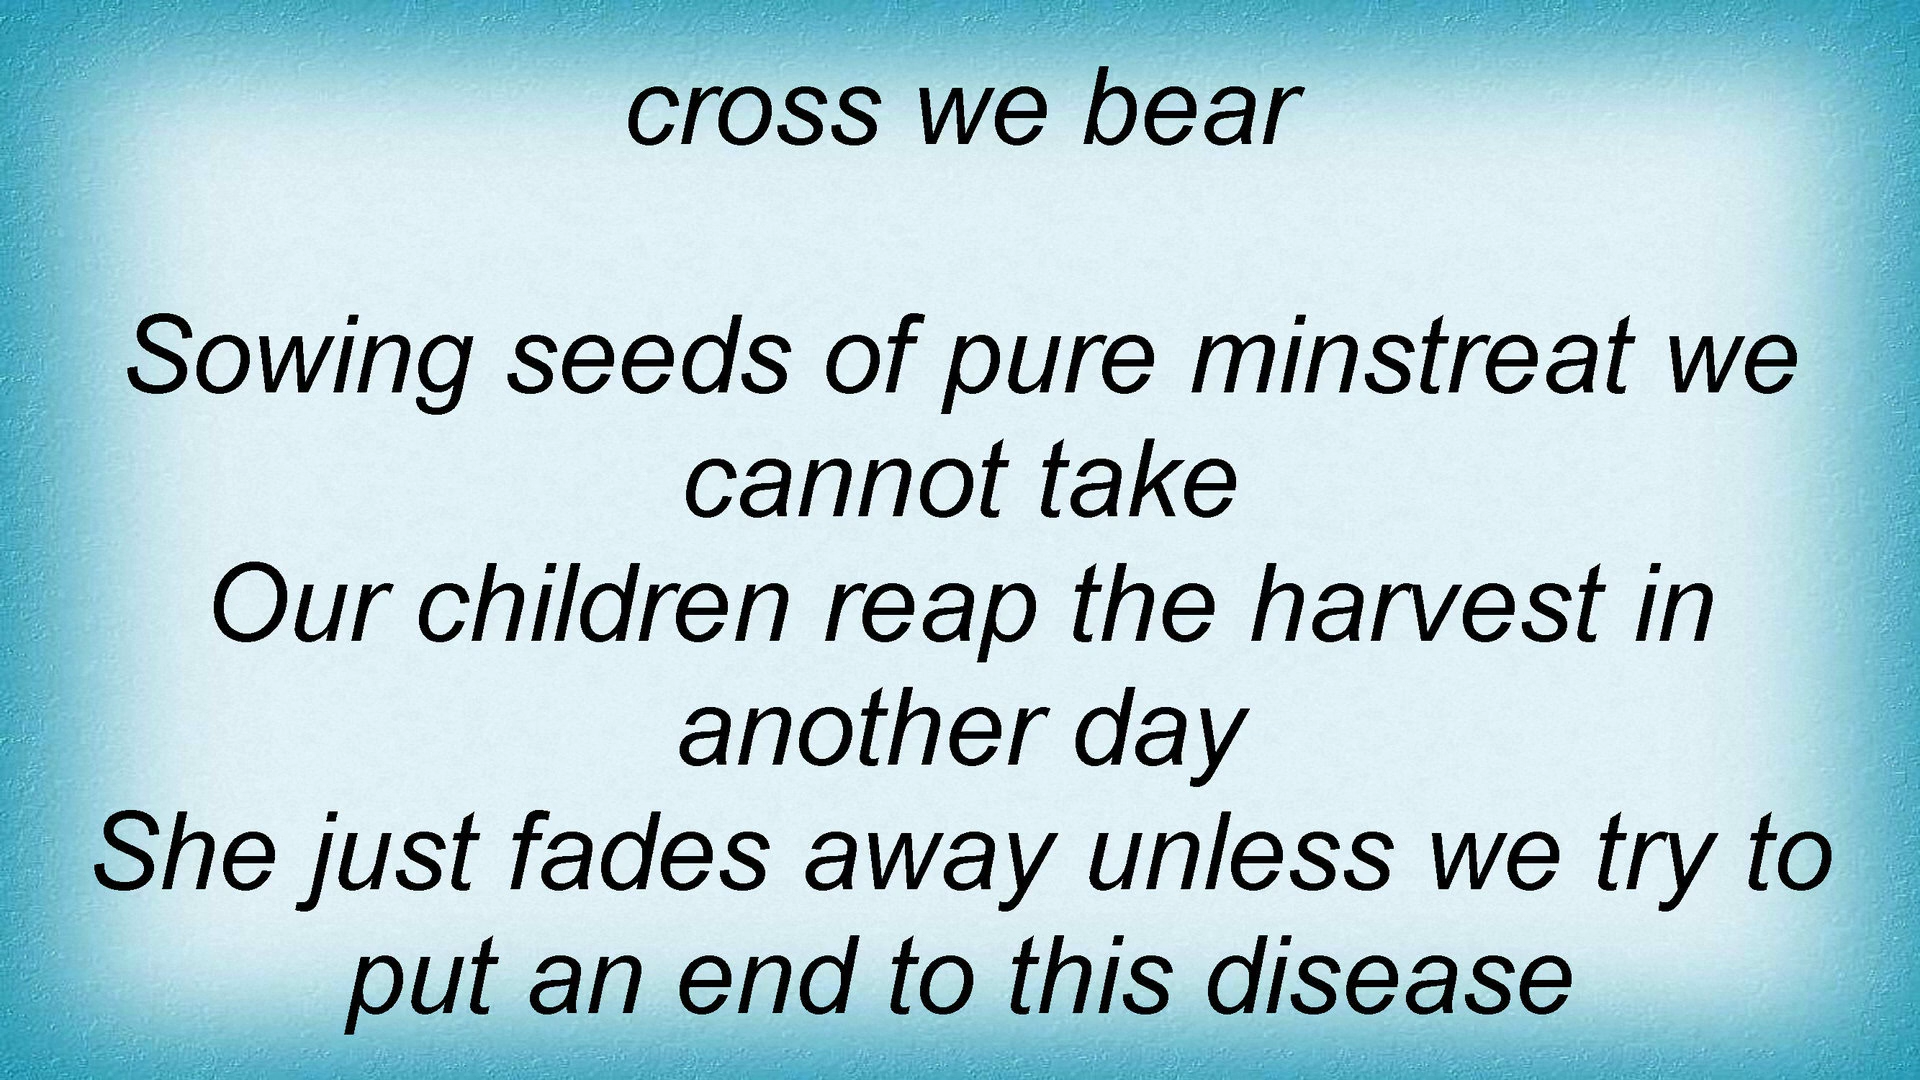 cross we bear
Sowing seeds of pure minstreat we
cannot take
Our children reap the harvest in
another day
She just fades away unless we try to
put an end to this disease